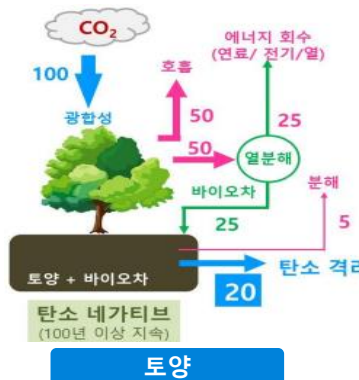 CO₂
100
광합성
호흡
50
50
에너지 회수
(연료/ 전기/열)
25
열분해
바이오차
25
분해
5
토양 + 바이오차
20
탄소 격리
탄소 네가티브
(100년 이상 지속)
토양